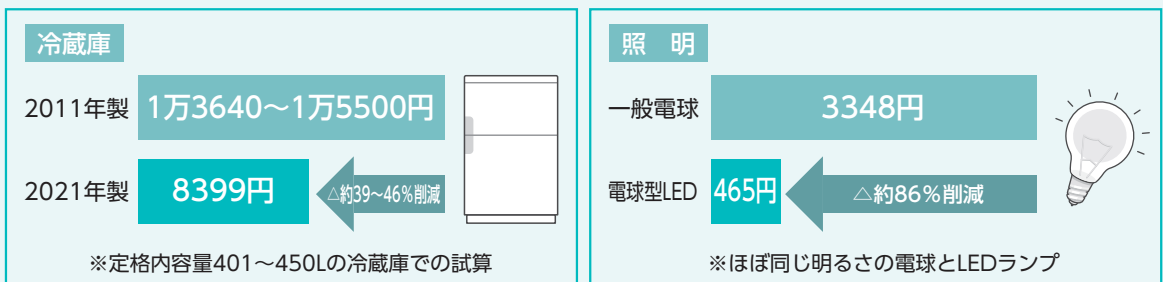 冷蔵庫
2011年製 1万3640～1万5500円
2021年製 8399円 △約39～46%削減
※定格内容量401～450Lの冷蔵庫での試算
照　明
一般電球 3348円
電球型LED 465円 △約86%削減
※ほぼ同じ明るさの電球とLEDランプ